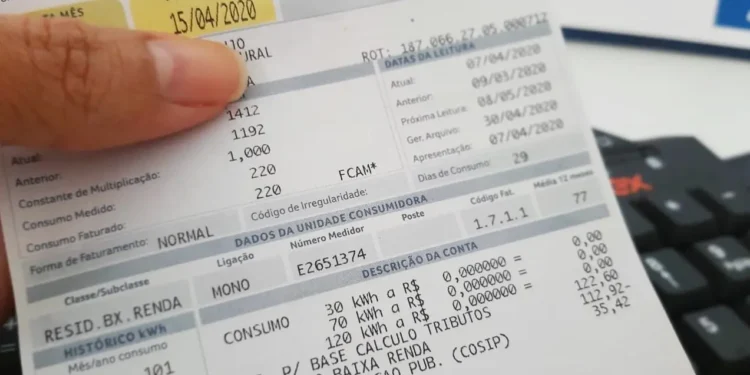 MÊS
15/04/2020
URAL
ROT: 187.066.27.05.000712
DATAS DA LEITURA
Atual: 07/04/2020
Anterior: 09/03/2020
Próxima Leitura: 08/05/2020
Ger. Arquivo: 30/04/2020
Apresentação: 07/04/2020
Dias de Consumo: 29
Atual: 1412
Anterior: 1192
Constante de Multiplicação: 1,000
Consumo Medido: 220
Consumo Faturado: 220
FCAM*
Forma de Faturamento: NORMAL
Código de Irregularidade:
DADOS DA UNIDADE CONSUMIDORA
Classe/Subclasse Ligação Número Medidor Poste Código Fat. Média 12 meses
RESID.BX.RENDA MONO E2651374 1.7.1.1 77
HISTÓRICO kWh
Mês/ano consumo
101
DESCRIÇÃO DA CONTA
CONSUMO 30 kWh a R$ 0,000000 = 0,00
70 kWh a R$ 0,000000 = 0,00
120 kWh a R$ 0,000000 = 0,00
P/ BASE CALCULO TRIBUTOS 122,60
BAIXA RENDA 112,92-
PUB. (COSIP) 35,42